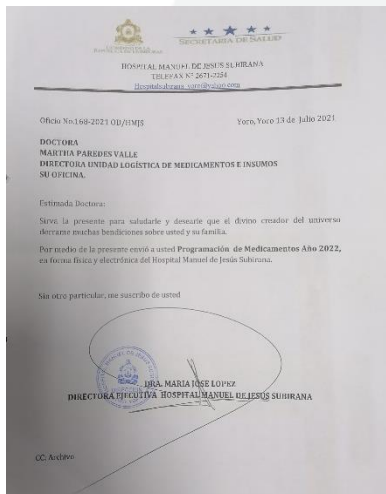 SECRETARIA DE SALUD
HOSPITAL MANUEL DE JESUS SUBIRANA
TELEFAX Nº 2671-2254
Oficio No.168-2021 OD/HMJS
Yoro, Yoro 13 de Julio 2021
DOCTORA
MARTHA PAREDES VALLE
DIRECTORA UNIDAD LOGÍSTICA DE MEDICAMENTOS E INSUMOS
SU OFICINA.
Estimada Doctora:
Sirva la presente para saludarle y desearle que el divino creador del universo
derrame muchas bendiciones sobre usted y su familia.
Por medio de la presente envió a usted Programación de Medicamentos Año 2022,
en forma física y electrónica del Hospital Manuel de Jesús Subirana.
Sin otro particular, me suscribo de usted
DRA. MARIA JOSE LOPEZ
DIRECTORA EJECUTIVA HOSPITAL MANUEL DE JESÚS SUBIRANA
CC: Archivo